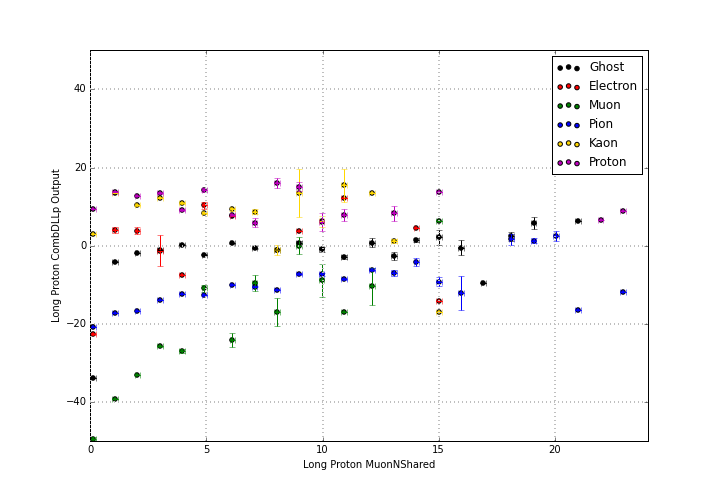 Ghost
Electron
Muon
Pion
Kaon
Proton
40
20
0
−20
−40
Long Proton CombDLLp Output
0
5
10
15
20
Long Proton MuonNShared